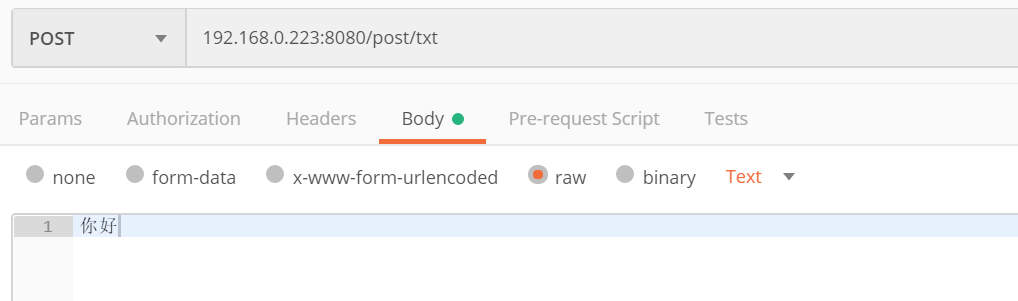 POST 192.168.0.223:8080/post/txt
Params Authorization Headers Body Pre-request Script Tests
none form-data x-www-form-urlencoded raw binary Text
1 你好